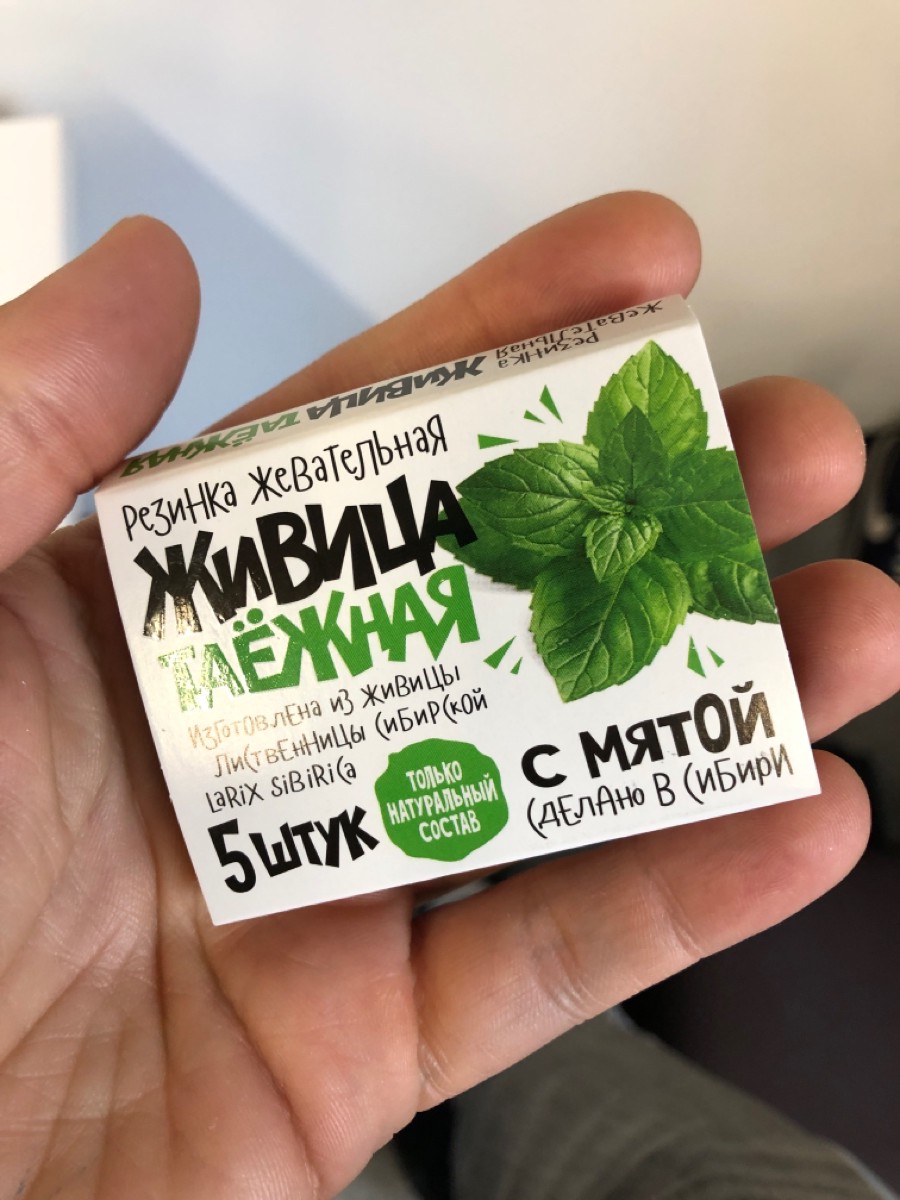 Резинка жевательная
ЖИВИЦА ТАЁЖНАЯ
Резинка жевательная
ЖИВИЦА
ТАЁЖНАЯ
Изготовлена из живицы
лиственницы сибирской
Larix Sibirica
5 штук
ТОЛЬКО
НАТУРАЛЬНЫЙ
СОСТАВ
С МЯТОЙ
Сделано в Сибири